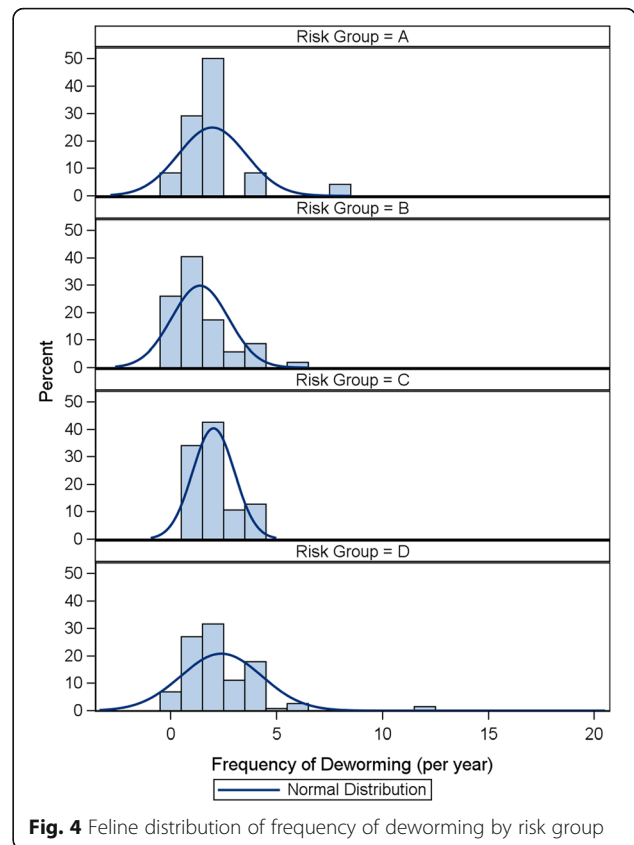 Risk Group = A
50
40
30
20
10
0
Risk Group = B
50
40
30
20
10
0
Percent
Risk Group = C
50
40
30
20
10
0
Risk Group = D
50
40
30
20
10
0
0 5 10 15 20
Frequency of Deworming (per year)
Normal Distribution
Fig. 4 Feline distribution of frequency of deworming by risk group